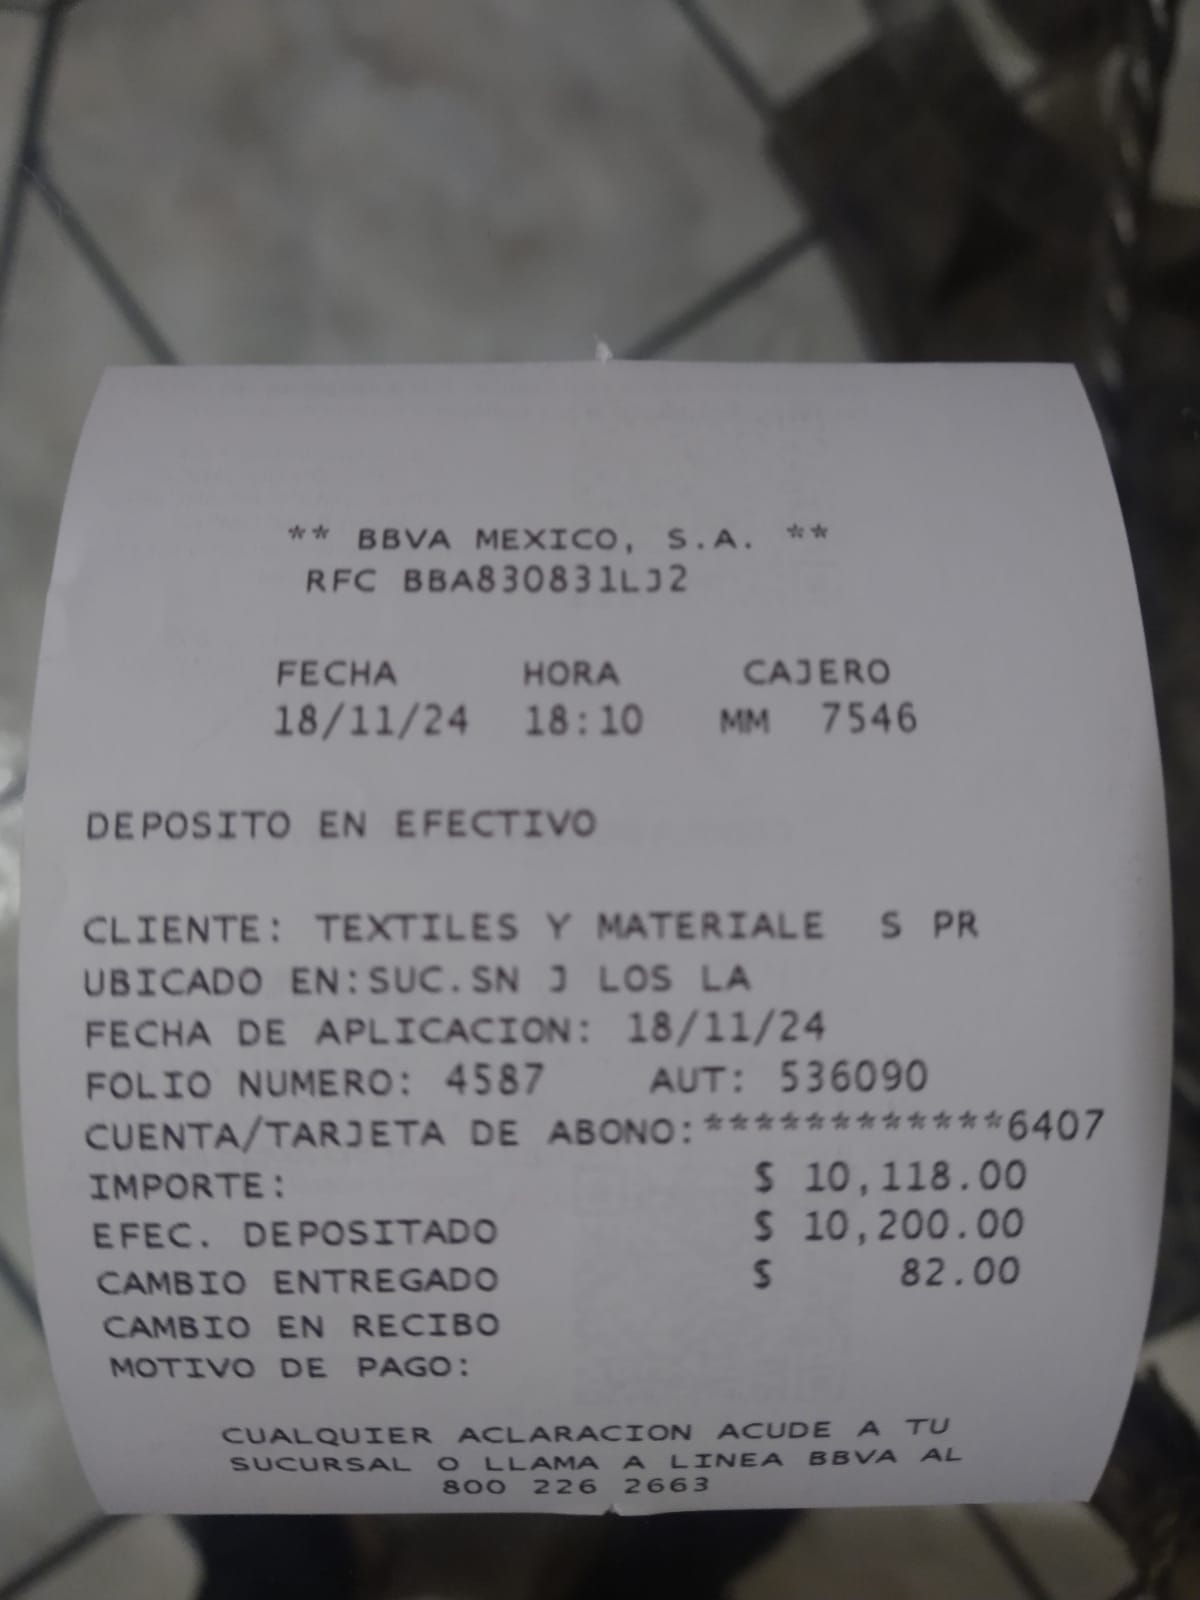 ** BBVA MEXICO, S.A. **
RFC BBA830831LJ2
FECHA HORA CAJERO
18/11/24 18:10 MM 7546
DEPOSITO EN EFECTIVO
CLIENTE: TEXTILES Y MATERIALE S PR
UBICADO EN:SUC.SN J LOS LA
FECHA DE APLICACION: 18/11/24
FOLIO NUMERO: 4587 AUT: 536090
CUENTA/TARJETA DE ABONO:************6407
IMPORTE: $ 10,118.00
EFEC. DEPOSITADO $ 10,200.00
CAMBIO ENTREGADO $ 82.00
CAMBIO EN RECIBO
MOTIVO DE PAGO:
CUALQUIER ACLARACION ACUDE A TU
SUCURSAL O LLAMA A LINEA BBVA AL
800 226 2663